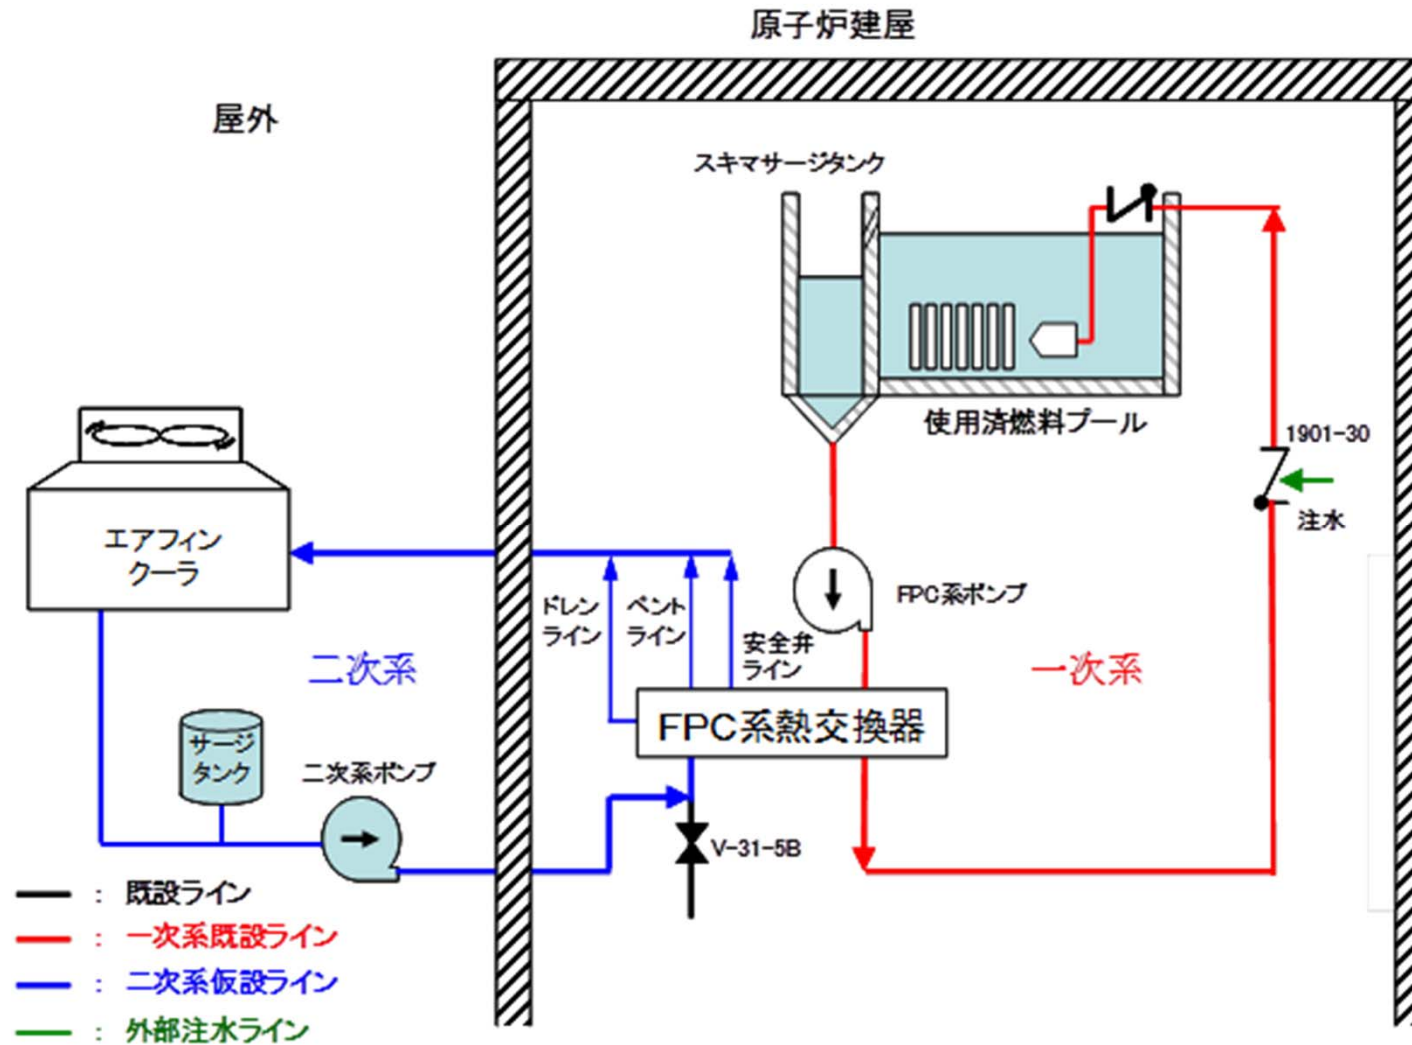 原子炉建屋
屋外
スキマサージタンク
使用済燃料プール
1901-30
注水
エアフィン
クーラ
ドレン
ライン
ベント
ライン
安全弁
ライン
FPC系ポンプ
二次系
一次系
FPC系熱交換器
サージ
タンク
二次系ポンプ
V-31-5B
: 既設ライン
: 一次系既設ライン
: 二次系仮設ライン
: 外部注水ライン